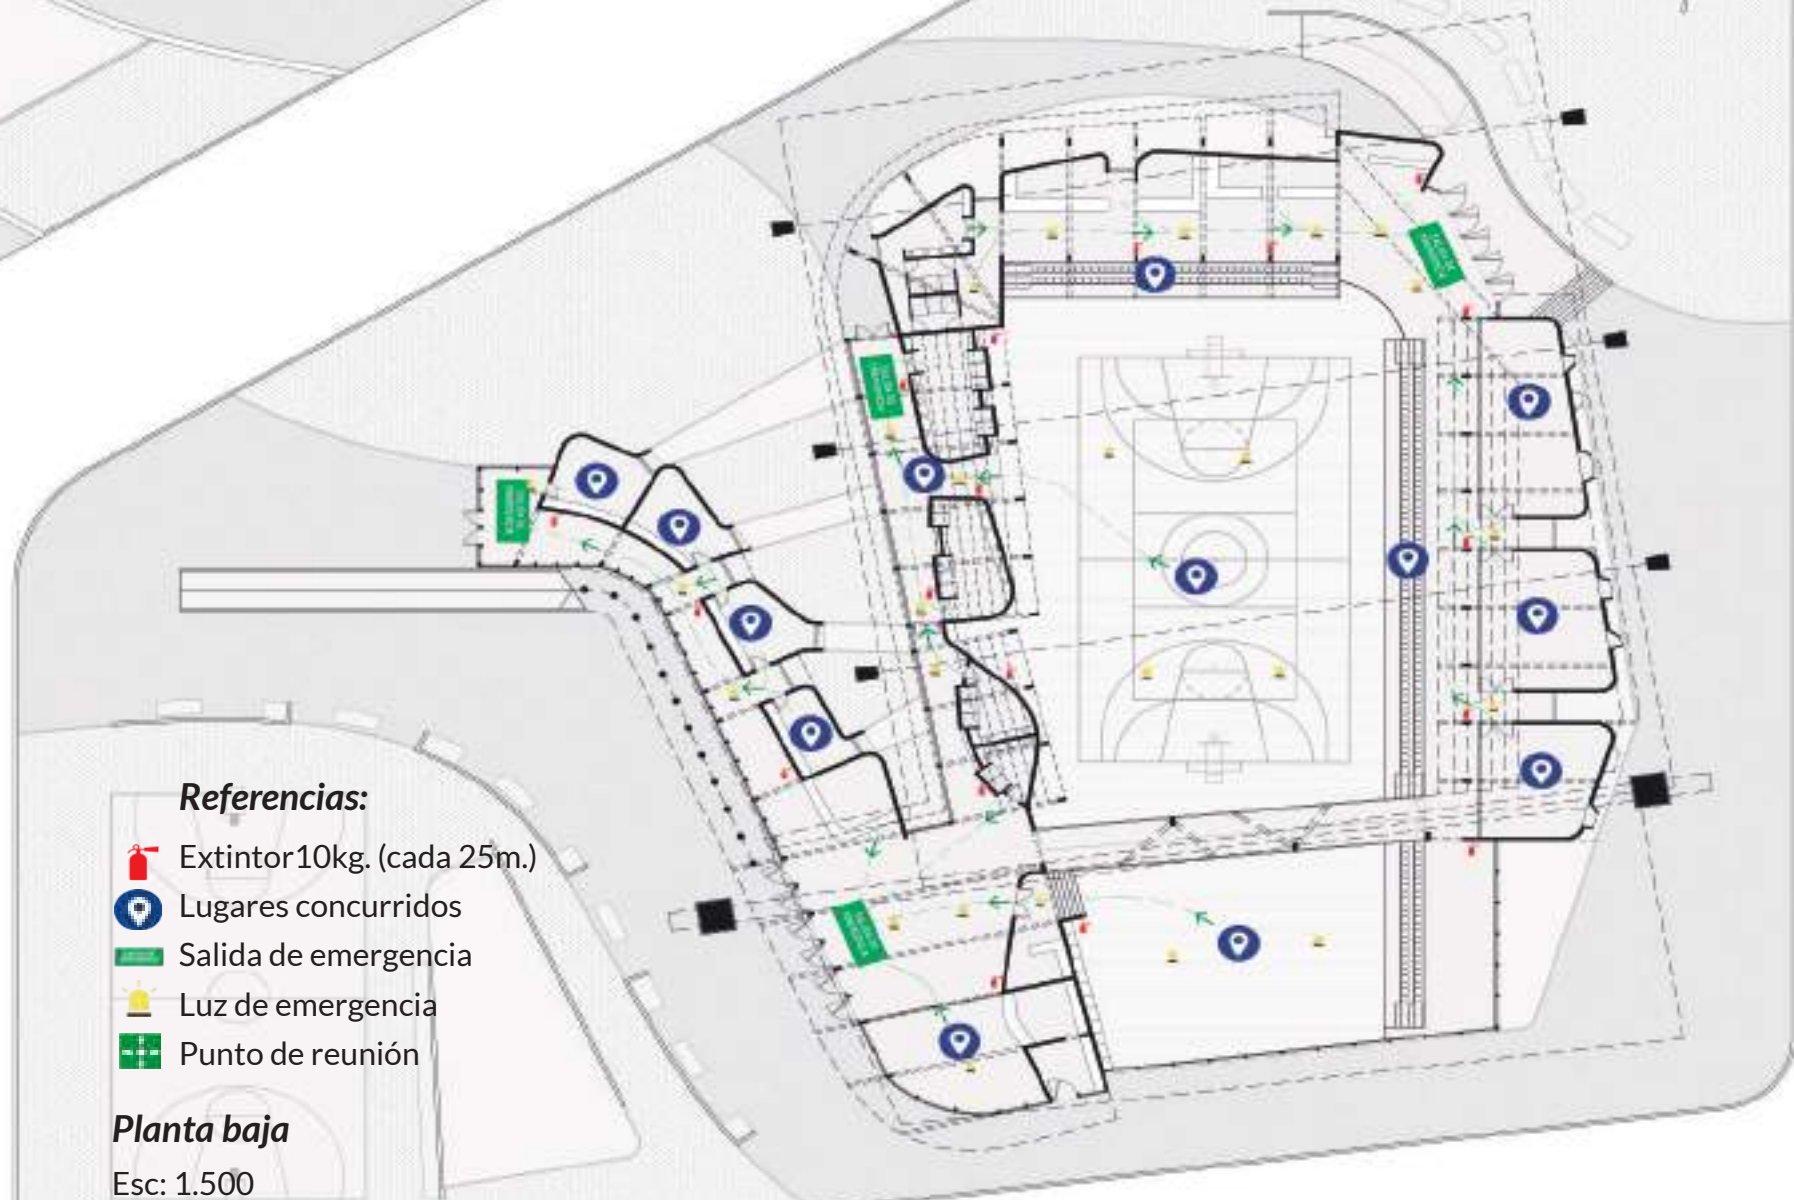 Referencias:
Extintor10kg. (cada 25m.)
Lugares concurridos
Salida de emergencia
Luz de emergencia
Punto de reunión
Planta baja
Esc: 1.500